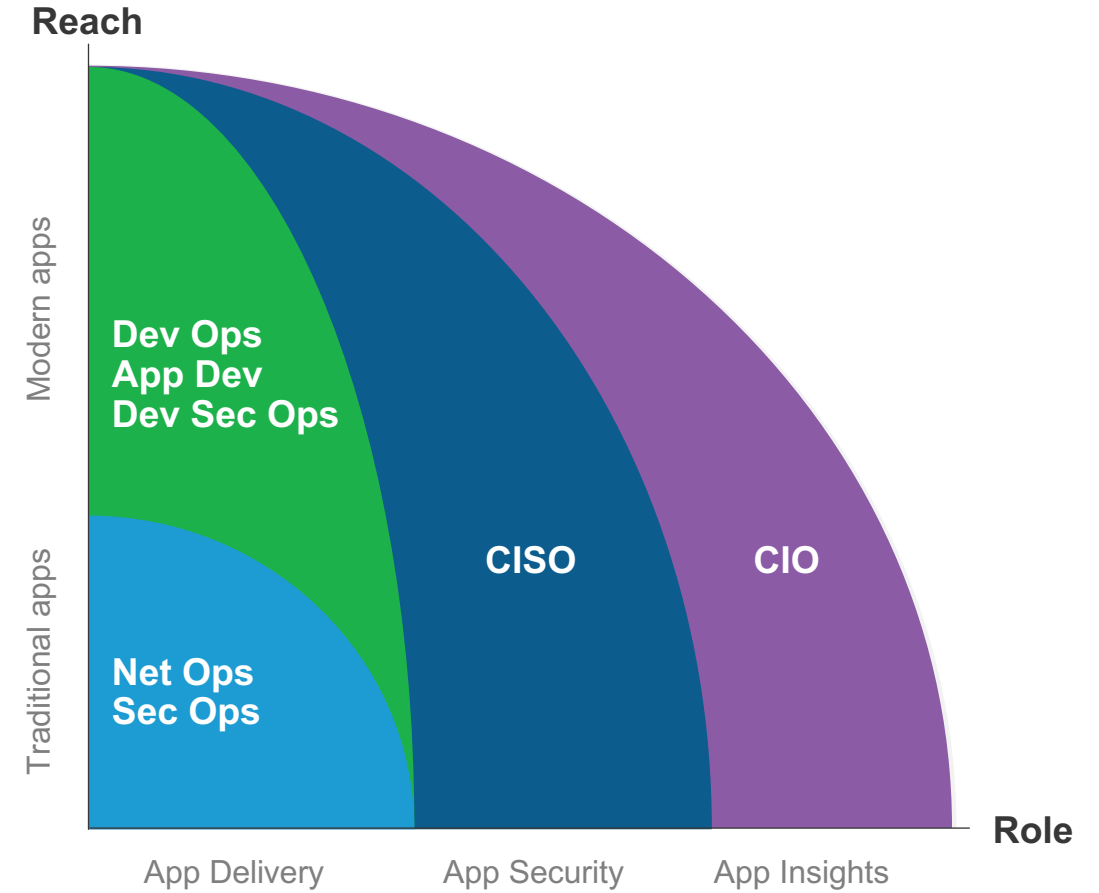 Reach
Modern apps
Dev Ops
App Dev
Dev Sec Ops
CISO
CIO
Traditional apps
Net Ops
Sec Ops
Role
App Delivery
App Security
App Insights